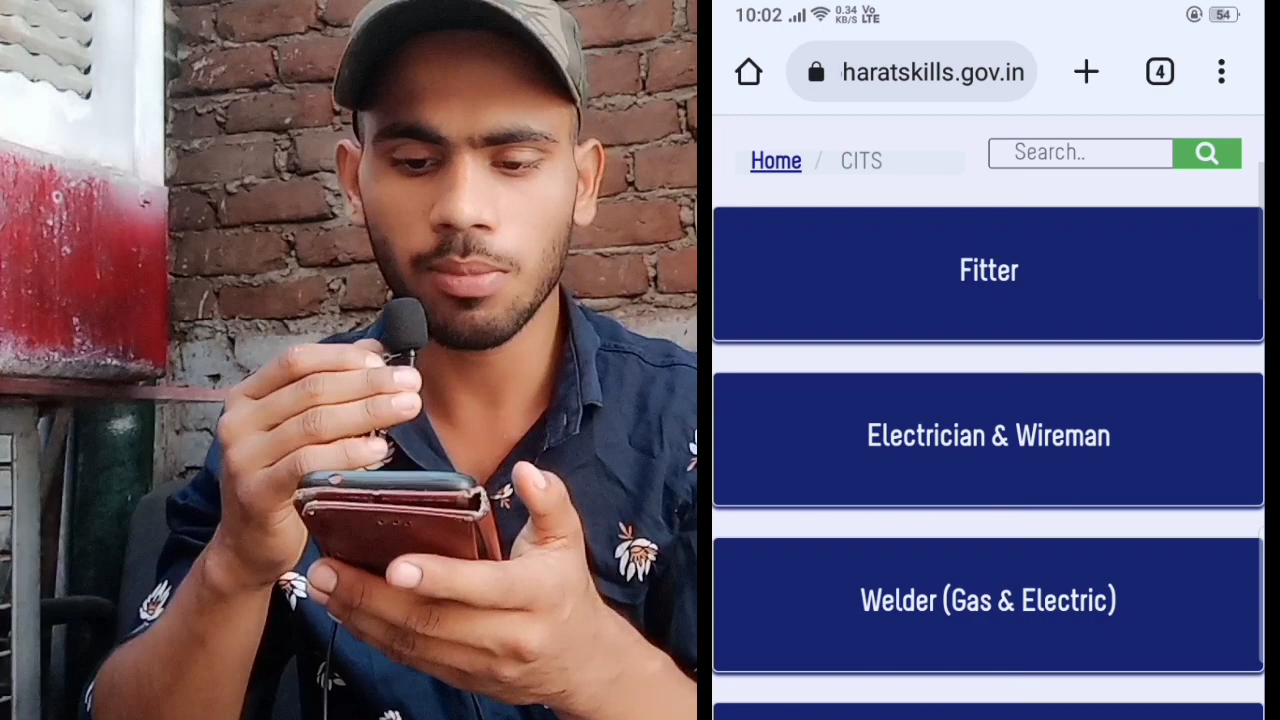 10:02 0.34 KB/S Vo LTE 54
haratskills.gov.in 4
Home / CITS Search..
Fitter
Electrician & Wireman
Welder (Gas & Electric)